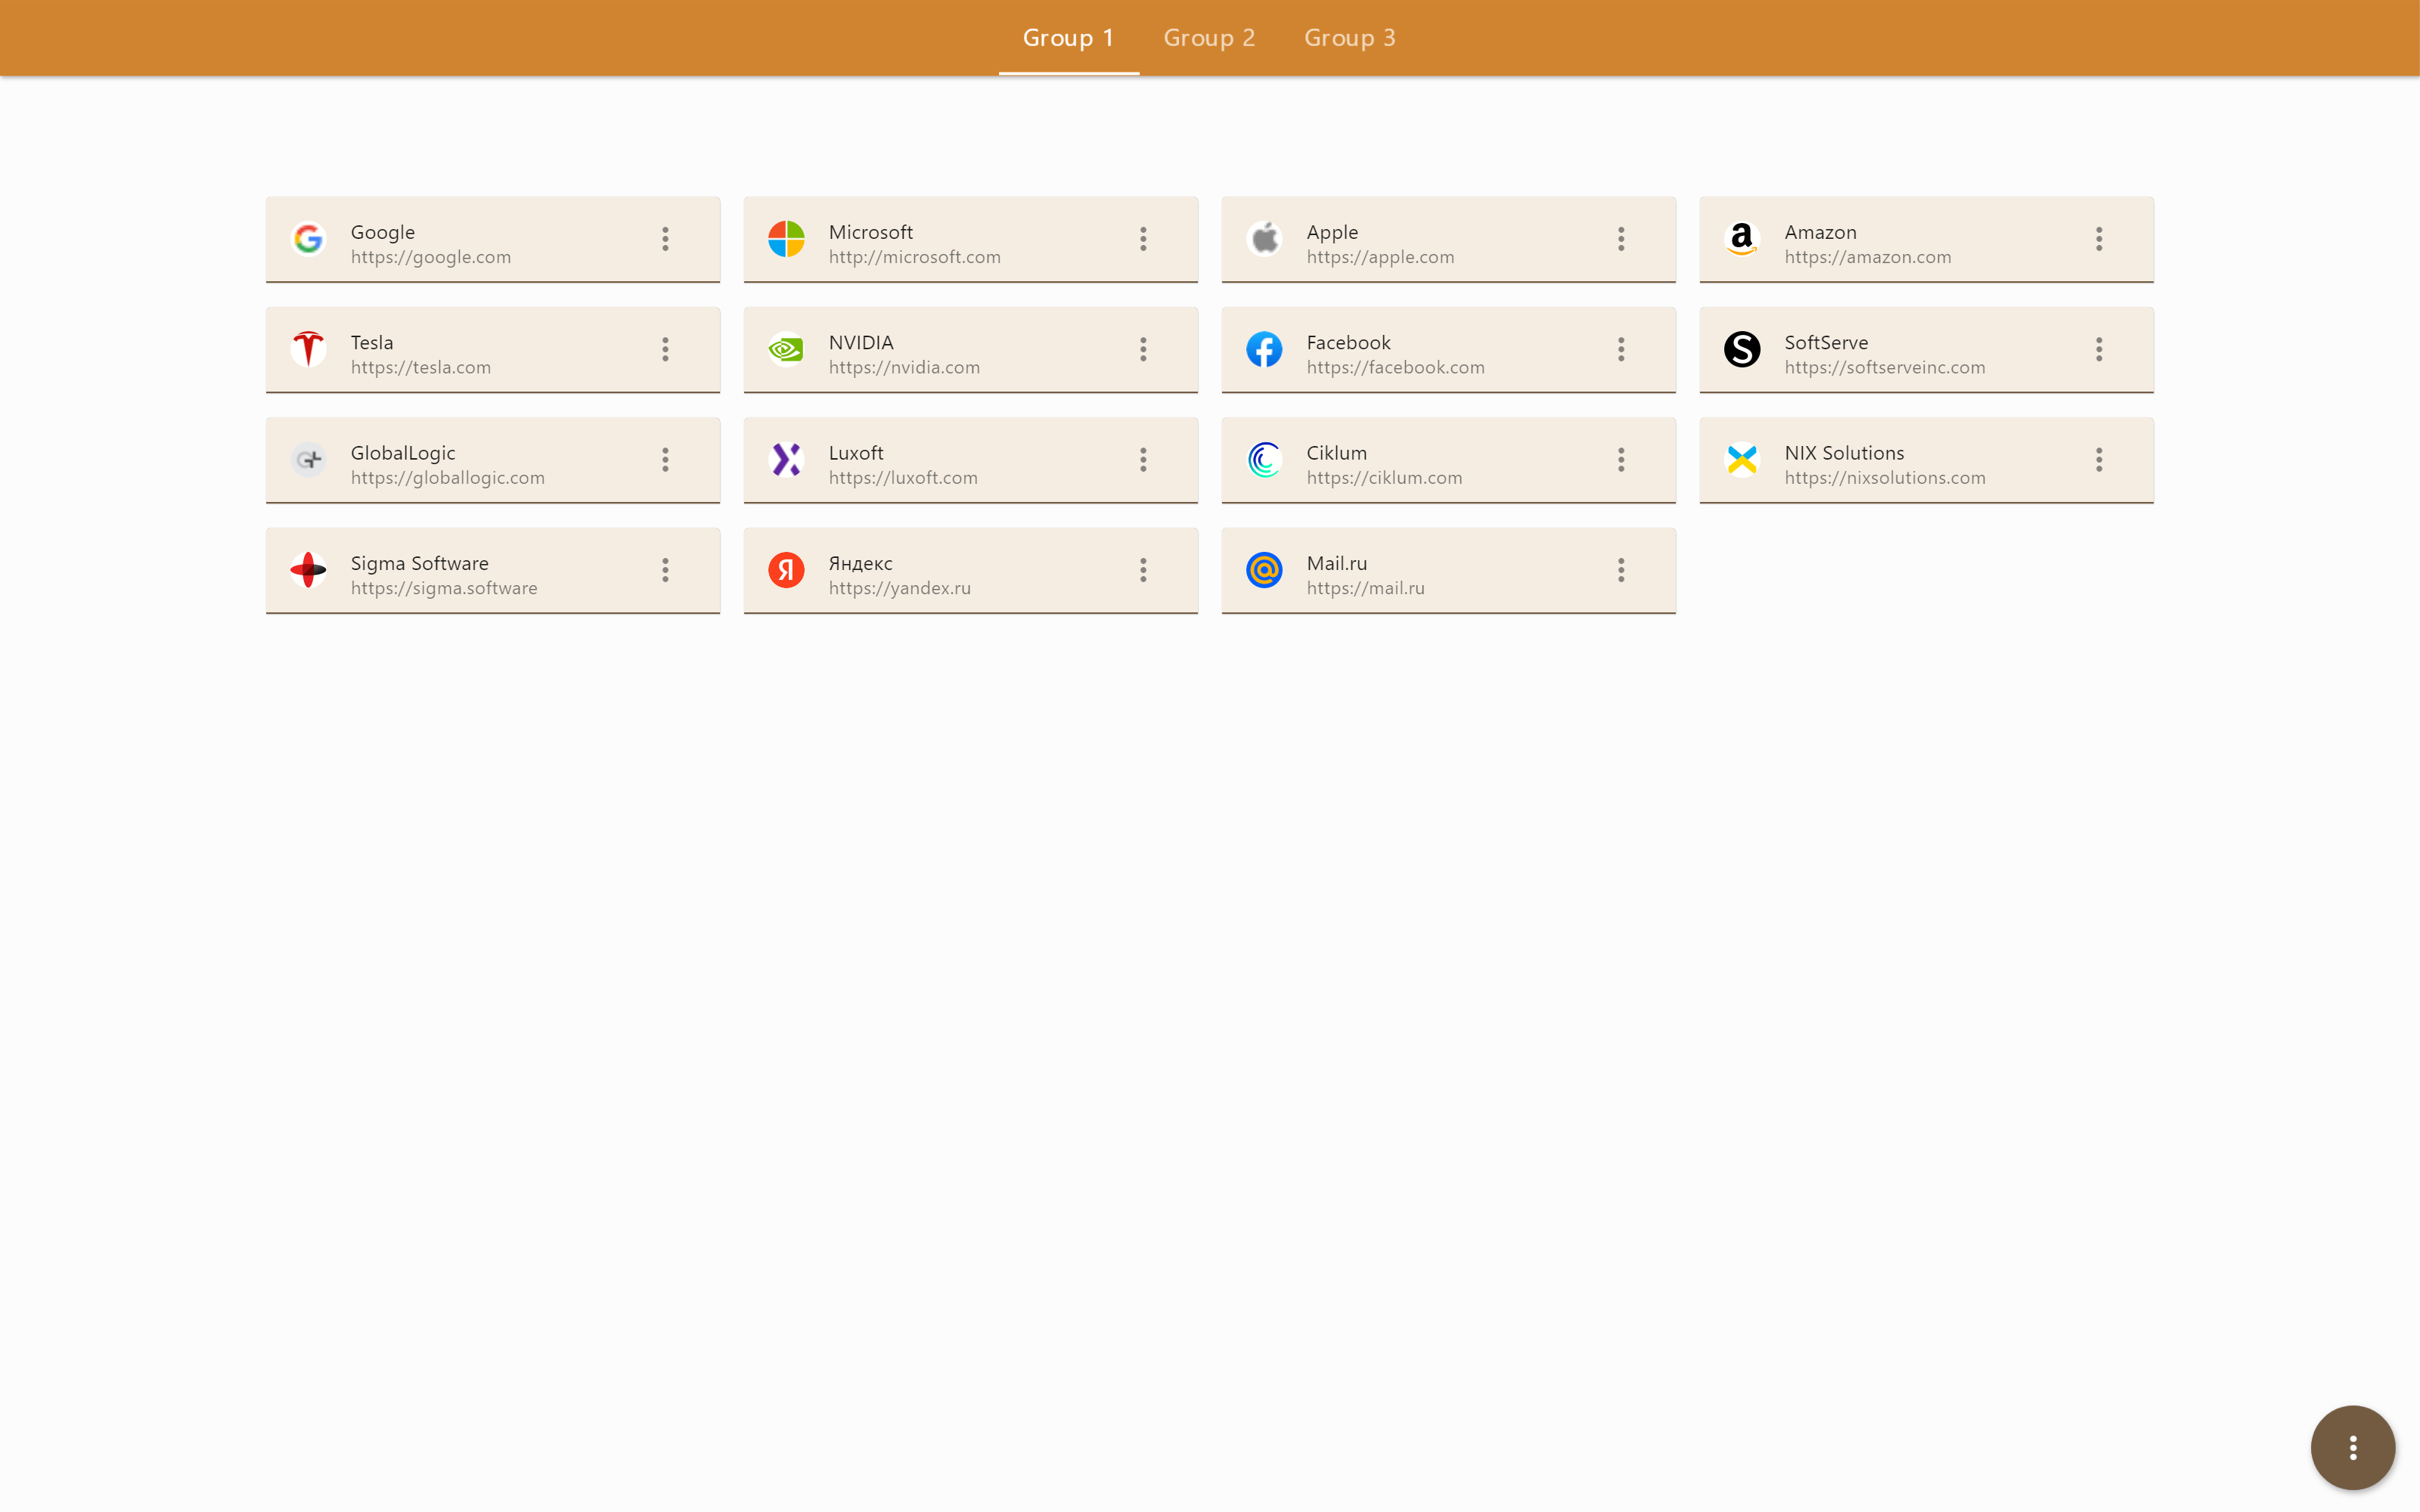 Group 1 Group 2 Group 3
Google
https://google.com
Microsoft
http://microsoft.com
Apple
https://apple.com
Amazon
https://amazon.com
Tesla
https://tesla.com
NVIDIA
https://nvidia.com
Facebook
https://facebook.com
SoftServe
https://softserveinc.com
GlobalLogic
https://globallogic.com
Luxoft
https://luxoft.com
Ciklum
https://ciklum.com
NIX Solutions
https://nixsolutions.com
Sigma Software
https://sigma.software
Яндекс
https://yandex.ru
Mail.ru
https://mail.ru